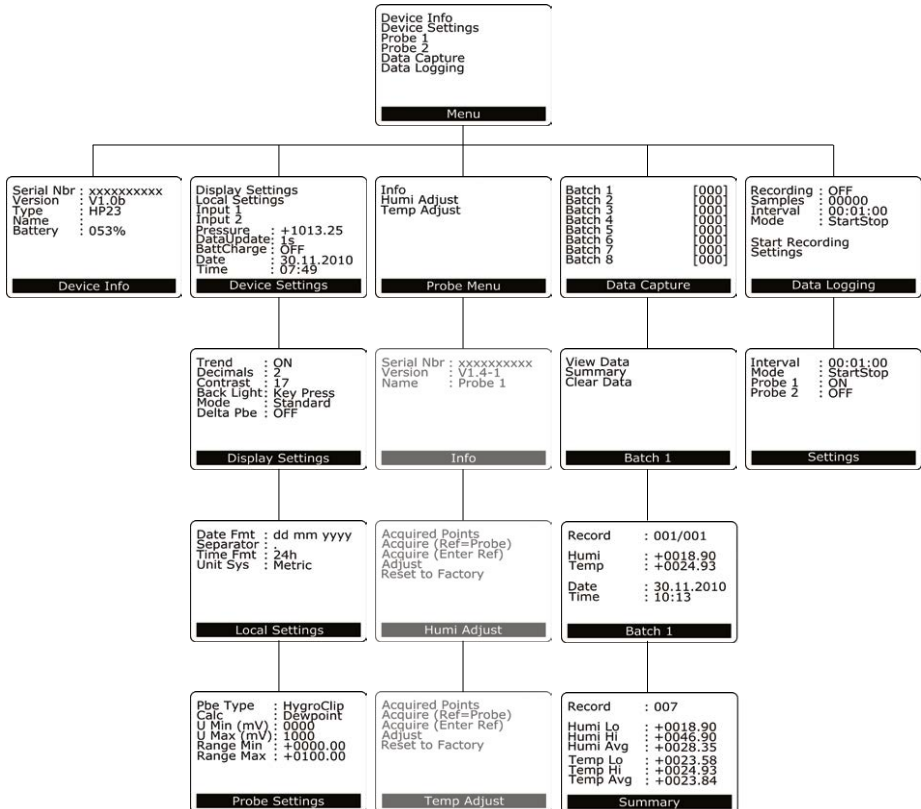 Device Info
Device Settings
Probe 1
Probe 2
Data Capture
Data Logging
Menu
Serial Nbr : xxxxxxxxxx
Version : V1.0b
Type : HP23
Name :
Battery : 053%
Device Info
Display Settings
Local Settings
Input 1
Input 2
Pressure : +1013.25
DataUpdate: 1s
BattCharge : OFF
Date : 30.11.2010
Time : 07:49
Device Settings
Info
Humi Adjust
Temp Adjust
Probe Menu
Batch 1 [000]
Batch 2 [000]
Batch 3 [000]
Batch 4 [000]
Batch 5 [000]
Batch 6 [000]
Batch 7 [000]
Batch 8 [000]
Data Capture
Recording : OFF
Samples : 00000
Interval : 00:01:00
Mode : StartStop
Start Recording
Settings
Data Logging
Trend : ON
Decimals : 2
Contrast : 17
Back Light: Key Press
Mode : Standard
Delta Pbe : OFF
Display Settings
Serial Nbr : xxxxxxxxxx
Version : V1.4-1
Name : Probe 1
Info
View Data
Summary
Clear Data
Batch 1
Interval : 00:01:00
Mode : StartStop
Probe 1 : ON
Probe 2 : OFF
Settings
Date Fmt : dd mm yyyy
Separator : .
Time Fmt : 24h
Unit Sys : Metric
Local Settings
Acquired Points
Acquire (Ref=Probe)
Acquire (Enter Ref)
Adjust
Reset to Factory
Humi Adjust
Record : 001/001
Humi : +0018.90
Temp : +0024.93
Date : 30.11.2010
Time : 10:13
Batch 1
Pbe Type : HygroClip
Calc : Dewpoint
U Min (mV) : 0000
U Max (mV): 1000
Range Min : +0000.00
Range Max : +0100.00
Probe Settings
Acquired Points
Acquire (Ref=Probe)
Acquire (Enter Ref)
Adjust
Reset to Factory
Temp Adjust
Record : 007
Humi Lo : +0018.90
Humi Hi : +0046.90
Humi Avg : +0028.35
Temp Lo : +0023.58
Temp Hi : +0024.93
Temp Avg : +0023.84
Summary